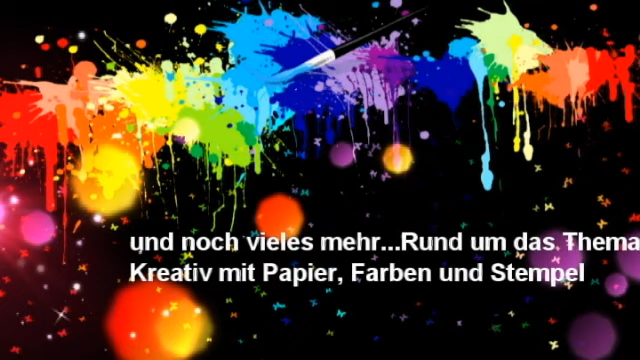 und noch vieles mehr...Rund um das Thema
Kreativ mit Papier, Farben und Stempel